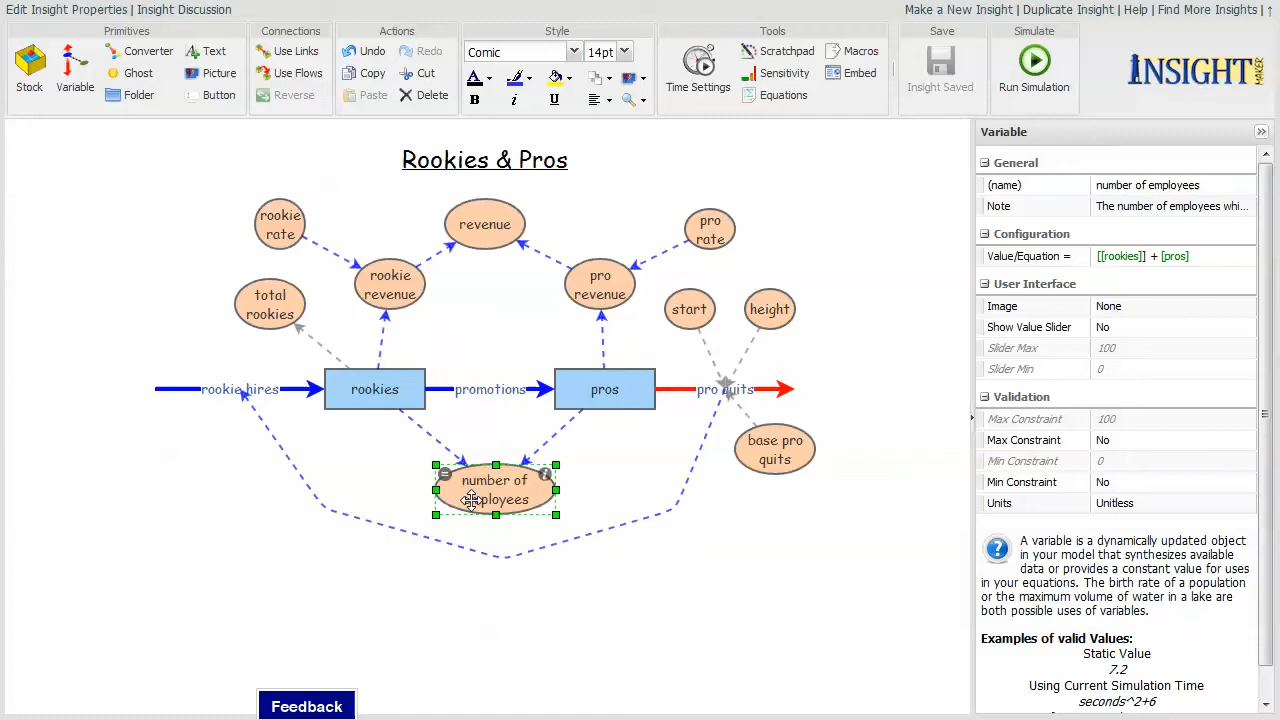 Edit Insight Properties | Insight Discussion
Make a New Insight | Duplicate Insight | Help | Find More Insights | ↑
Primitives
Connections
Actions
Style
Tools
Save
Simulate
Stock
Variable
Converter
Ghost
Folder
Text
Picture
Button
Use Links
Use Flows
Reverse
Undo
Redo
Copy
Cut
Paste
Delete
Comic
14pt
A
B
i
U
Time Settings
Scratchpad
Sensitivity
Equations
Macros
Embed
Insight Saved
Run Simulation
INSIGHT
MAKER
Rookies & Pros
rookie
rate
revenue
pro
rate
rookie
revenue
pro
revenue
total
rookies
start
height
rookie hires
rookies
promotions
pros
pro quits
base pro
quits
number of
Variable
General
(name)
number of employees
Note
The number of employees whi...
Configuration
Value/Equation =
[[rookies]] + [pros]
User Interface
Image
None
Show Value Slider
No
Slider Max
100
Slider Min
0
Validation
Max Constraint
100
Max Constraint
No
Min Constraint
0
Min Constraint
No
Units
Unitless
A variable is a dynamically updated object
in your model that synthesizes available
data or provides a constant value for uses
in your equations. The birth rate of a population
or the maximum volume of water in a lake are
both possible uses of variables.
Examples of valid Values:
Static Value
7.2
Using Current Simulation Time
seconds^2+6
Feedback